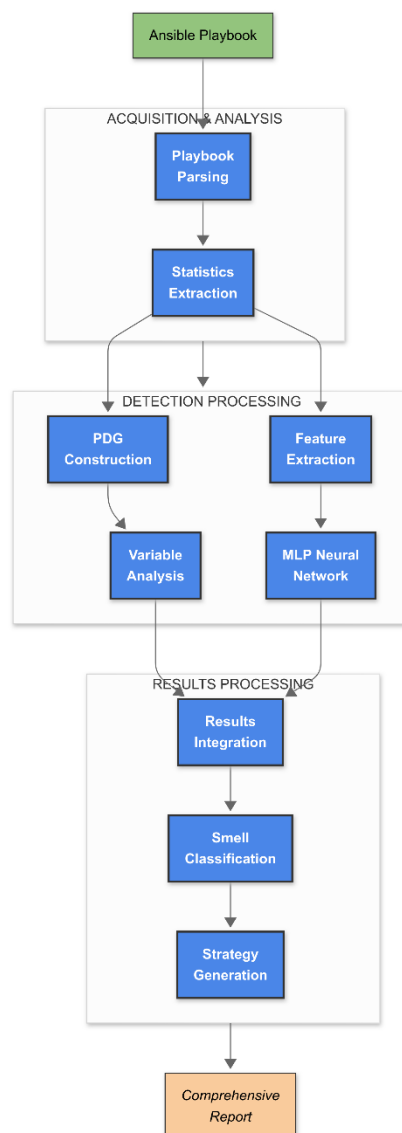 Ansible Playbook
ACQUISITION & ANALYSIS
Playbook
Parsing
Statistics
Extraction
DETECTION PROCESSING
PDG
Construction
Feature
Extraction
Variable
Analysis
MLP Neural
Network
RESULTS PROCESSING
Results
Integration
Smell
Classification
Strategy
Generation
Comprehensive
Report